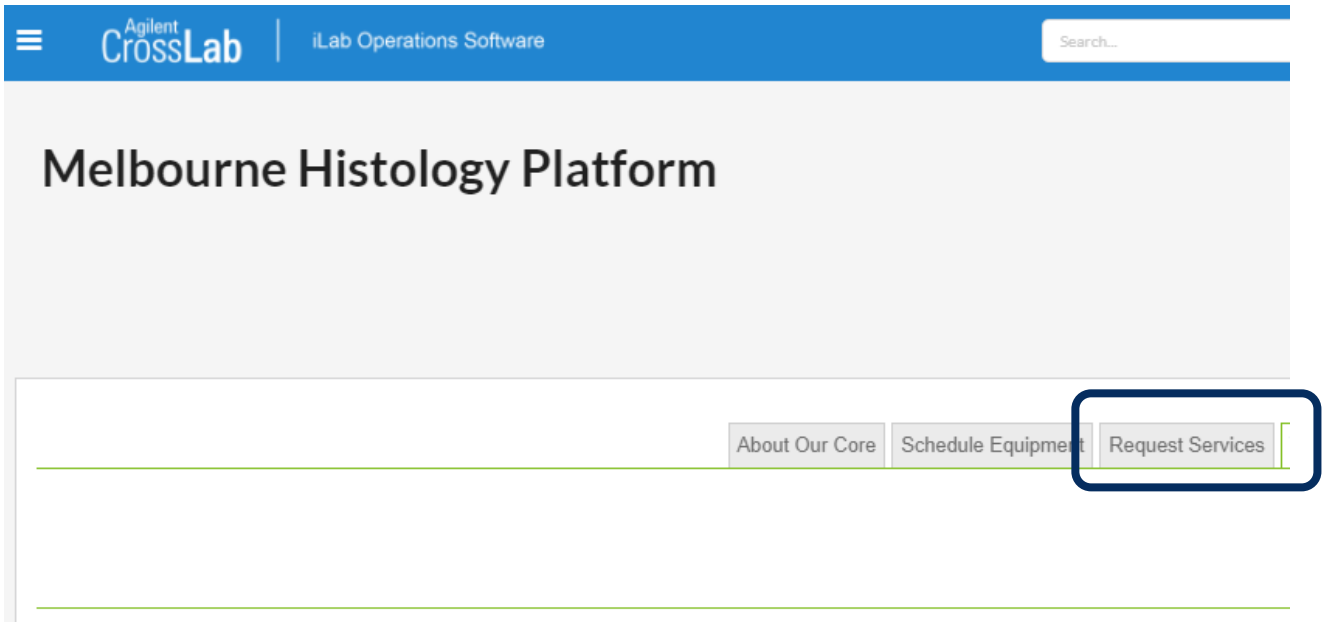 Agilent
CrossLab
iLab Operations Software
Search...
Melbourne Histology Platform
About Our Core
Schedule Equipment
Request Services